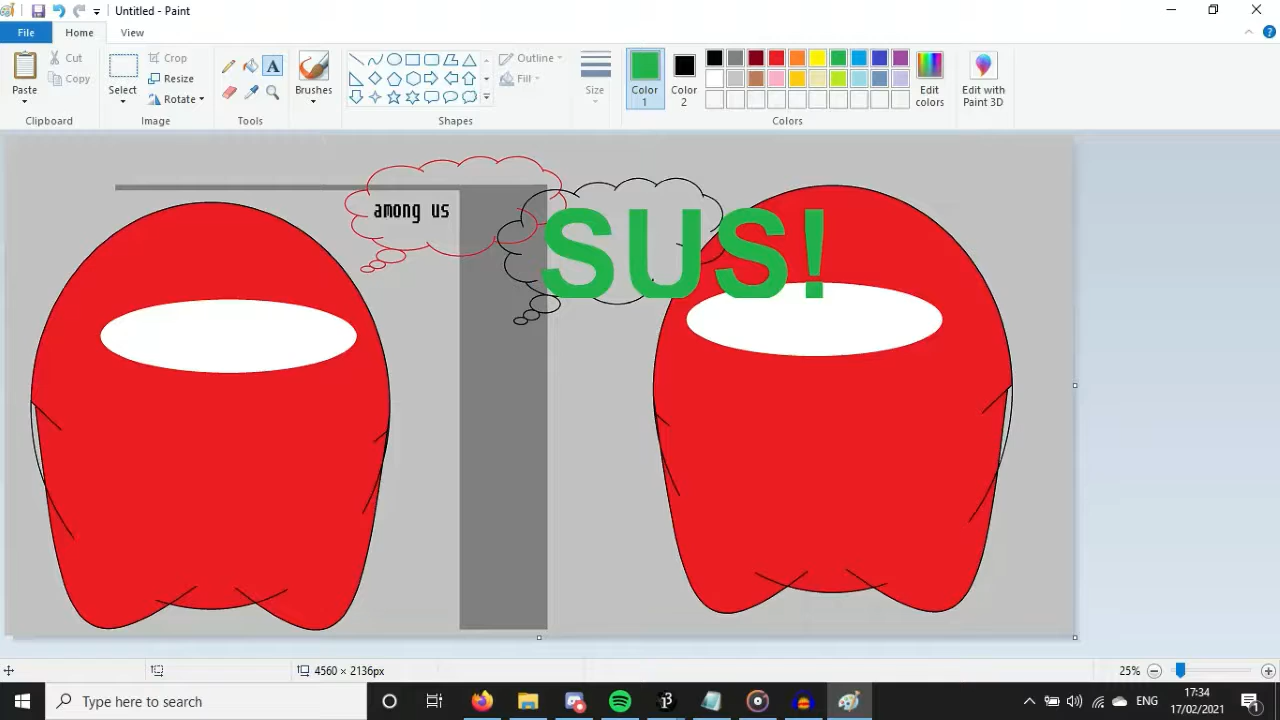 Untitled - Paint
File
Home
View
Paste
Cut
Copy
Clipboard
Select
Crop
Resize
Rotate
Image
A
Tools
Brushes
Outline
Fill
Shapes
Size
Color 1
Color 2
Edit colors
Colors
Edit with Paint 3D
among us
SUS!
4560 × 2136px
25%
Type here to search
ENG
17:34
17/02/2021
1